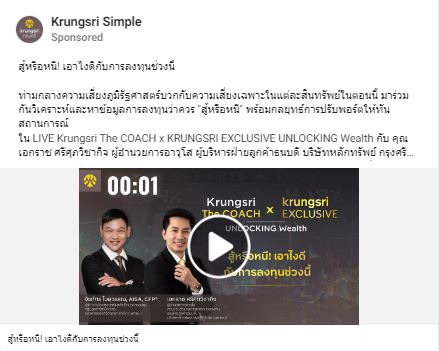 Krungsri Simple
Sponsored
สู้หรือหนี! เอาไงดีกับการลงทุนช่วงนี้
ท่ามกลางความเสี่ยงภูมิรัฐศาสตร์บวกกับความเสี่ยงเฉพาะในแต่ละสินทรัพย์ในตอนนี้ มาร่วม
กันวิเคราะห์และหาข้อมูลการลงทุนว่าควร "สู้หรือหนี" พร้อมกลยุทธ์การปรับพอร์ตให้ทัน
สถานการณ์
ใน LIVE Krungsri The COACH x KRUNGSRI EXCLUSIVE UNLOCKING Wealth กับ คุณ
เอกราช ศรีศุภวิชากิจ ผู้อำนวยการอาวุโส ผู้บริหารฝ่ายลูกค้าธนบดี บริษัทหลักทรัพย์ กรุงศรี...
00:01
Krungsri The COACH x krungsri EXCLUSIVE
UNLOCKING Wealth
สู้หรือหนี! เอาไงดี
กับการลงทุนช่วงนี้
AISA, CFP®
สู้หรือหนี! เอาไงดีกับการลงทุนช่วงนี้